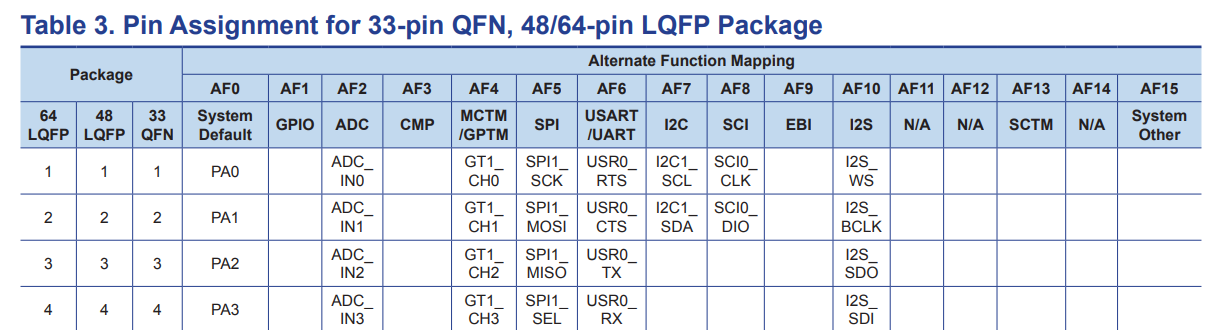 Table 3. Pin Assignment for 33-pin QFN, 48/64-pin LQFP Package
Package Alternate Function Mapping
AF0 AF1 AF2 AF3 AF4 AF5 AF6 AF7 AF8 AF9 AF10 AF11 AF12 AF13 AF14 AF15
64 LQFP 48 LQFP 33 QFN System Default GPIO ADC CMP MCTM /GPTM SPI USART /UART I2C SCI EBI I2S N/A N/A SCTM N/A System Other
1 1 1 PA0 ADC_ IN0 GT1_ CH0 SPI1_ SCK USR0_ RTS I2C1_ SCL SCI0_ CLK I2S_ WS
2 2 2 PA1 ADC_ IN1 GT1_ CH1 SPI1_ MOSI USR0_ CTS I2C1_ SDA SCI0_ DIO I2S_ BCLK
3 3 3 PA2 ADC_ IN2 GT1_ CH2 SPI1_ MISO USR0_ TX I2S_ SDO
4 4 4 PA3 ADC_ IN3 GT1_ CH3 SPI1_ SEL USR0_ RX I2S_ SDI